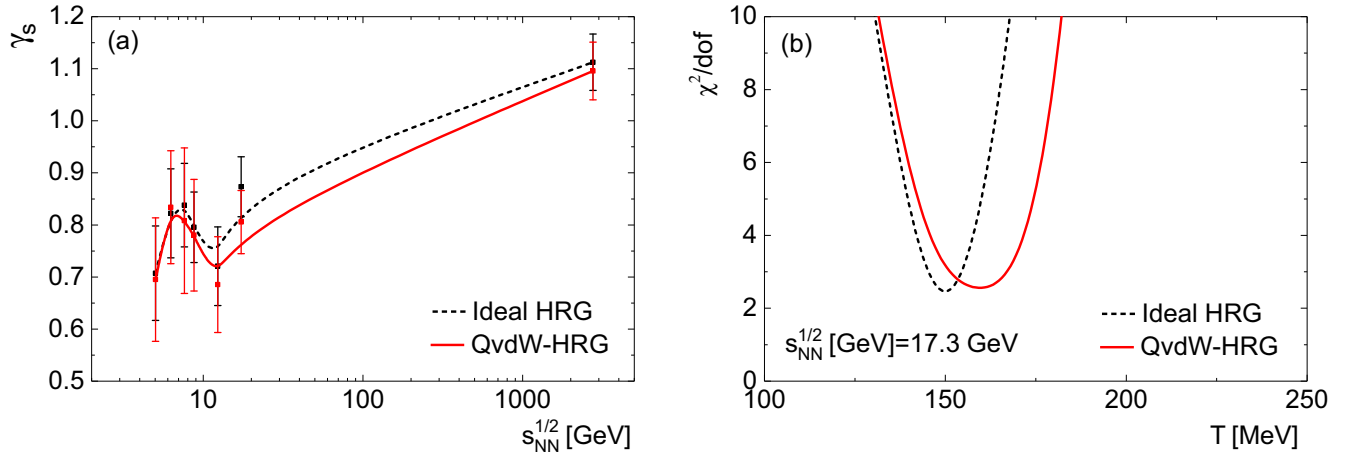 γs
(a)
1.2
1.1
1.0
0.9
0.8
0.7
0.6
0.5
10
100
1000
s_NN^1/2 [GeV]
Ideal HRG
QvdW-HRG
χ²/dof
(b)
10
8
6
4
2
0
100
150
200
250
T [MeV]
s_NN^1/2 [GeV]=17.3 GeV
Ideal HRG
QvdW-HRG